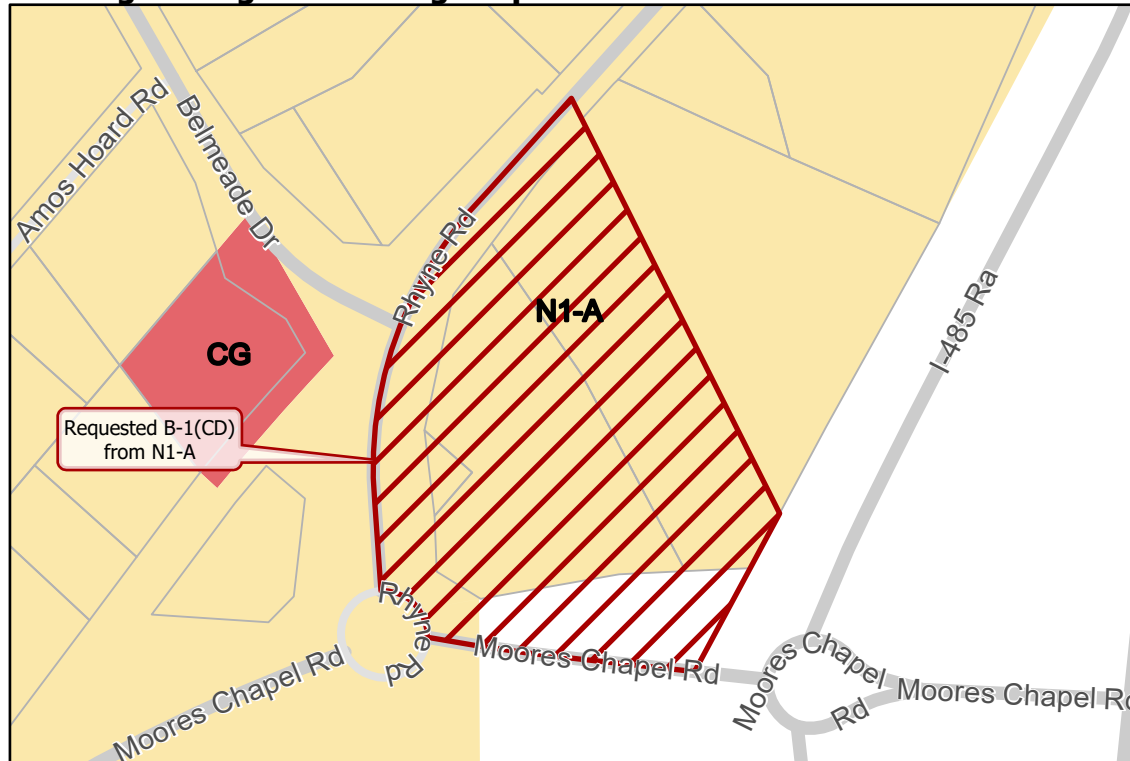 Amos Hoard Rd
Belmeade Dr
Rhyne Rd
N1-A
CG
I-485 Ra
Requested B-1(CD)
from N1-A
Rhyne
Rd
Moores Chapel Rd
Moores Chapel Rd
Moores Chapel
Rd
Moores Chapel Rd